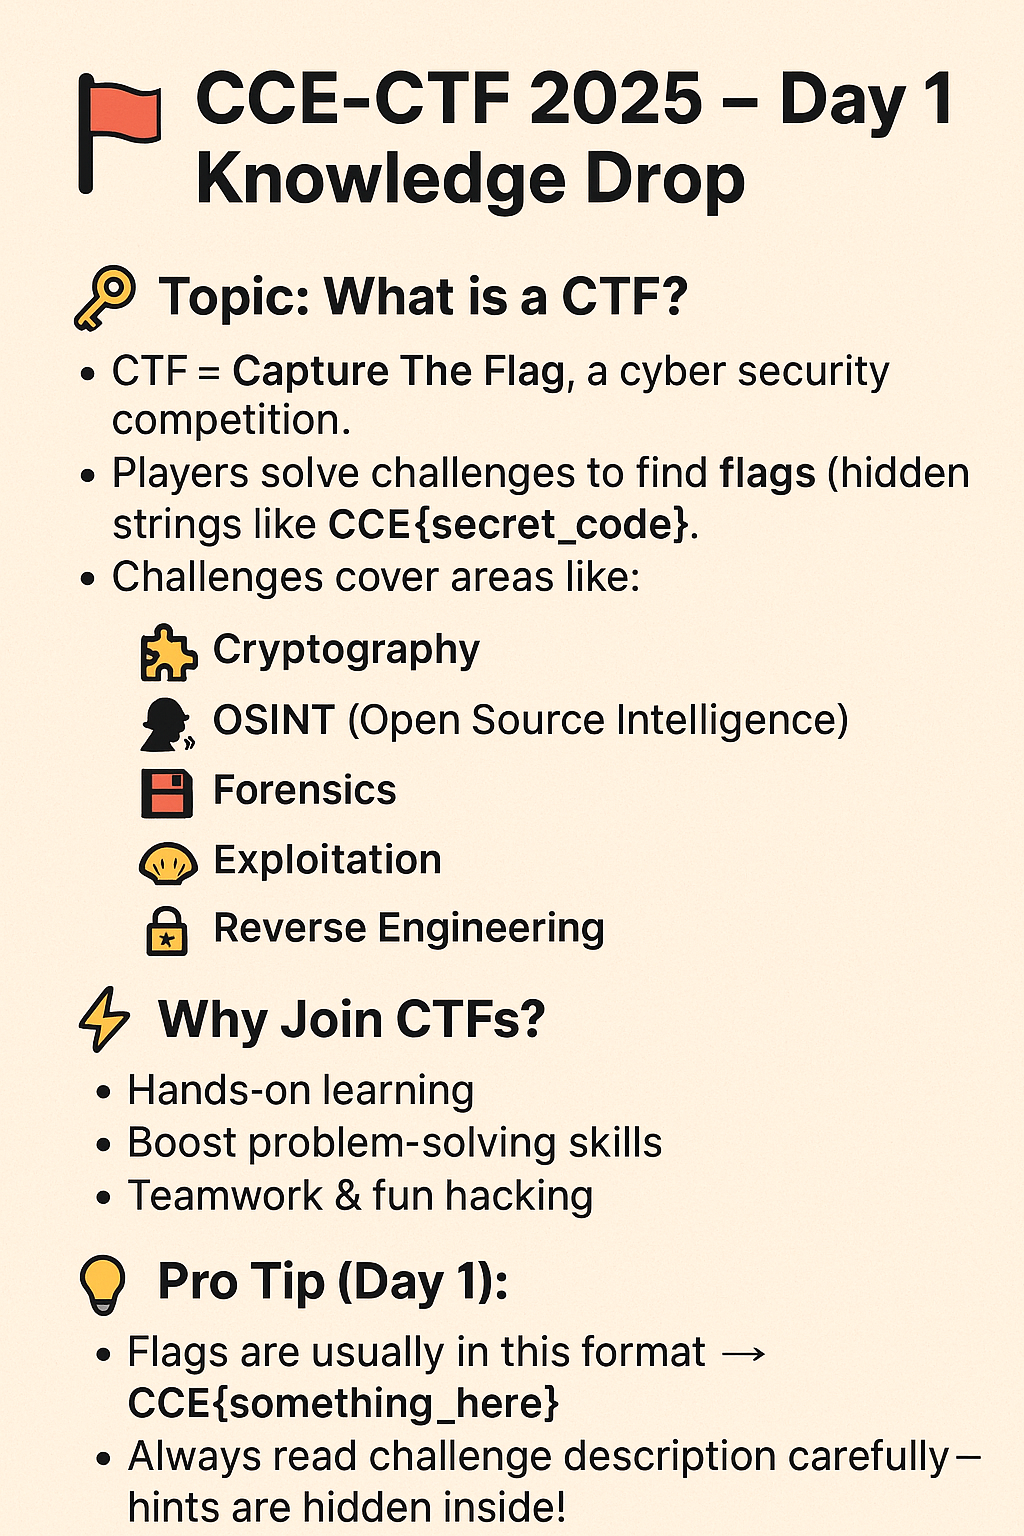 CCE-CTF 2025 – Day 1
Knowledge Drop
Topic: What is a CTF?
• CTF = Capture The Flag, a cyber security
competition.
• Players solve challenges to find flags (hidden
strings like CCE{secret_code}.
• Challenges cover areas like:
Cryptography
OSINT (Open Source Intelligence)
Forensics
Exploitation
Reverse Engineering
Why Join CTFs?
• Hands-on learning
• Boost problem-solving skills
• Teamwork & fun hacking
Pro Tip (Day 1):
• Flags are usually in this format →
CCE{something_here}
• Always read challenge description carefully–
hints are hidden inside!